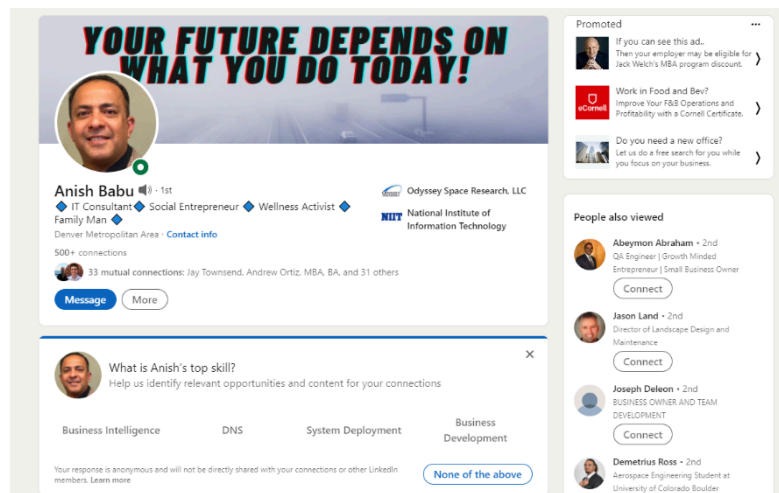 YOUR FUTURE DEPENDS ON
WHAT YOU DO TODAY!
Anish Babu · 1st
IT Consultant Social Entrepreneur Wellness Activist
Family Man
Denver Metropolitan Area · Contact info
500+ connections
33 mutual connections: Jay Townsend, Andrew Ortiz, MBA, BA, and 31 others
Message More
Odyssey Space Research, LLC
NIIT National Institute of
Information Technology
What is Anish's top skill?
Help us identify relevant opportunities and content for your connections
Business Intelligence DNS System Deployment Business
Development
Your response is anonymous and will not be directly shared with your connections or other LinkedIn
members. Learn more
None of the above
Promoted
If you can see this ad..
Then your employer may be eligible for
Jack Welch's MBA program discount.
eCornell
Work in Food and Bev?
Improve Your F&B Operations and
Profitability with a Cornell Certificate.
Do you need a new office?
Let us do a free search for you while
you focus on your business.
People also viewed
Abeymon Abraham • 2nd
QA Engineer | Growth Minded
Entrepreneur | Small Business Owner
Connect
Jason Land • 2nd
Director of Landscape Design and
Maintenance
Connect
Joseph Deleon • 2nd
BUSINESS OWNER AND TEAM
DEVELOPMENT
Connect
Demetrius Ross • 2nd
Aerospace Engineering Student at
University of Colorado Boulder